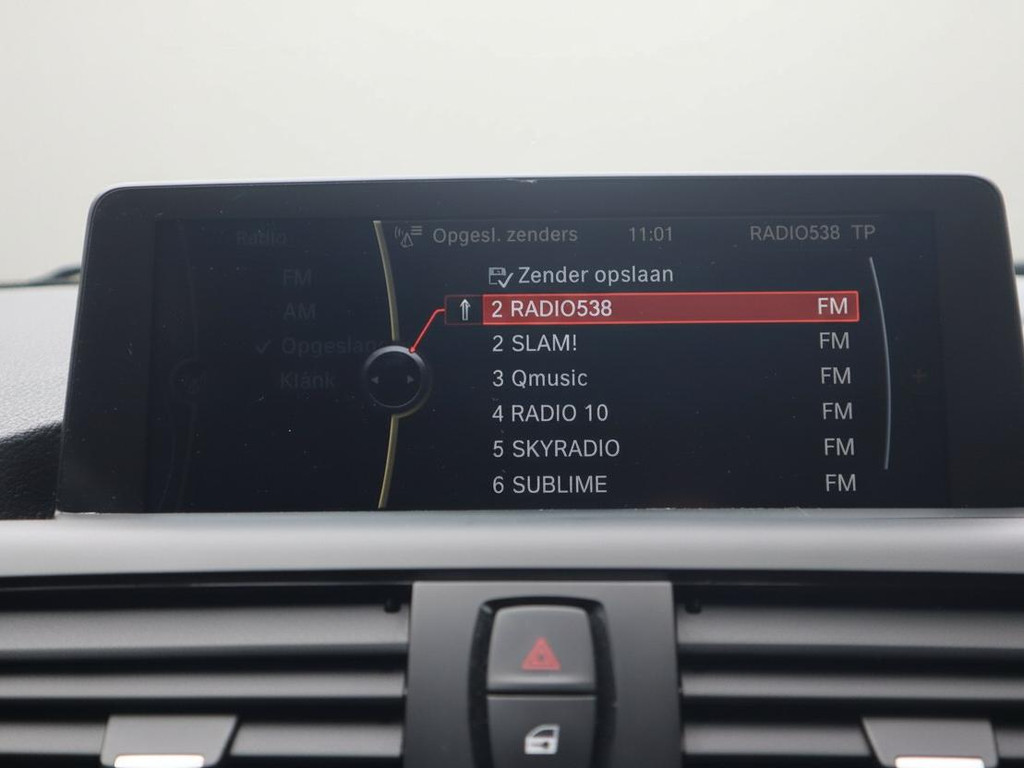 Radio
FM
AM
Opgeslag
Klank
Opgesl. zenders 11:01 RADIO538 TP
Zender opslaan
2 RADIO538 FM
2 SLAM! FM
3 Qmusic FM
4 RADIO 10 FM
5 SKYRADIO FM
6 SUBLIME FM